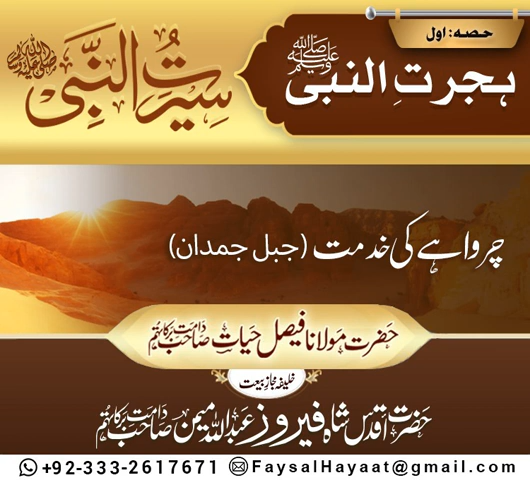 حصہ: اول
ہجرتِ النبی ﷺ
سیرت النبی ﷺ
چرواہے کی خدمت (جبل جمدان)
حضرت مولانا فیصل حیات صاحب دامت برکاتہم
خلیفہ مجازِ بیعت
حضرت اقدس شاہ فیروز عبداللہ میمن صاحب دامت برکاتہم
+92-333-2617671 FaysalHayaat@gmail.com